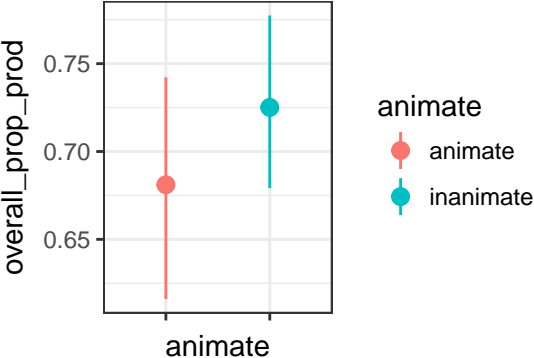 overall_prop_prod
0.75
0.70
0.65
animate
animate
animate
inanimate